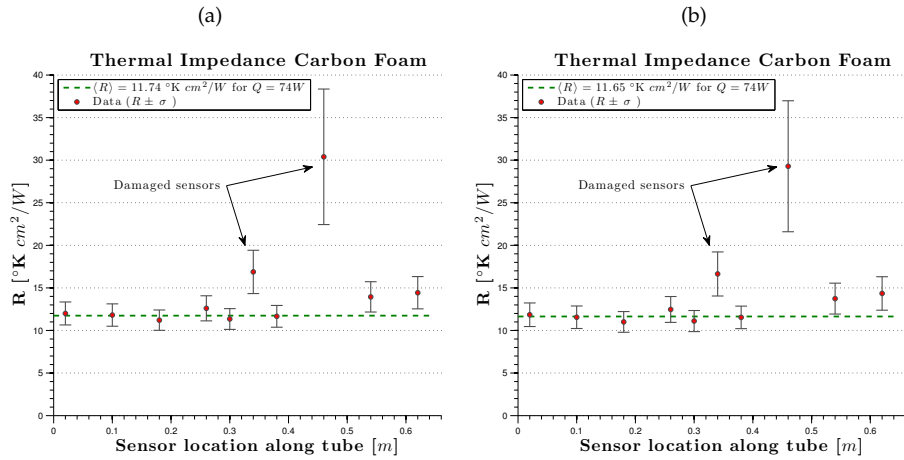 (a)
Thermal Impedance Carbon Foam
⟨R⟩ = 11.74 °K cm²/W for Q = 74W
Data (R ± σ )
Damaged sensors
R [°K cm²/W]
40
35
30
25
20
15
10
5
0
0 0.1 0.2 0.3 0.4 0.5 0.6
Sensor location along tube [m]
(b)
Thermal Impedance Carbon Foam
⟨R⟩ = 11.65 °K cm²/W for Q = 74W
Data (R ± σ )
Damaged sensors
R [°K cm²/W]
40
35
30
25
20
15
10
5
0
0 0.1 0.2 0.3 0.4 0.5 0.6
Sensor location along tube [m]